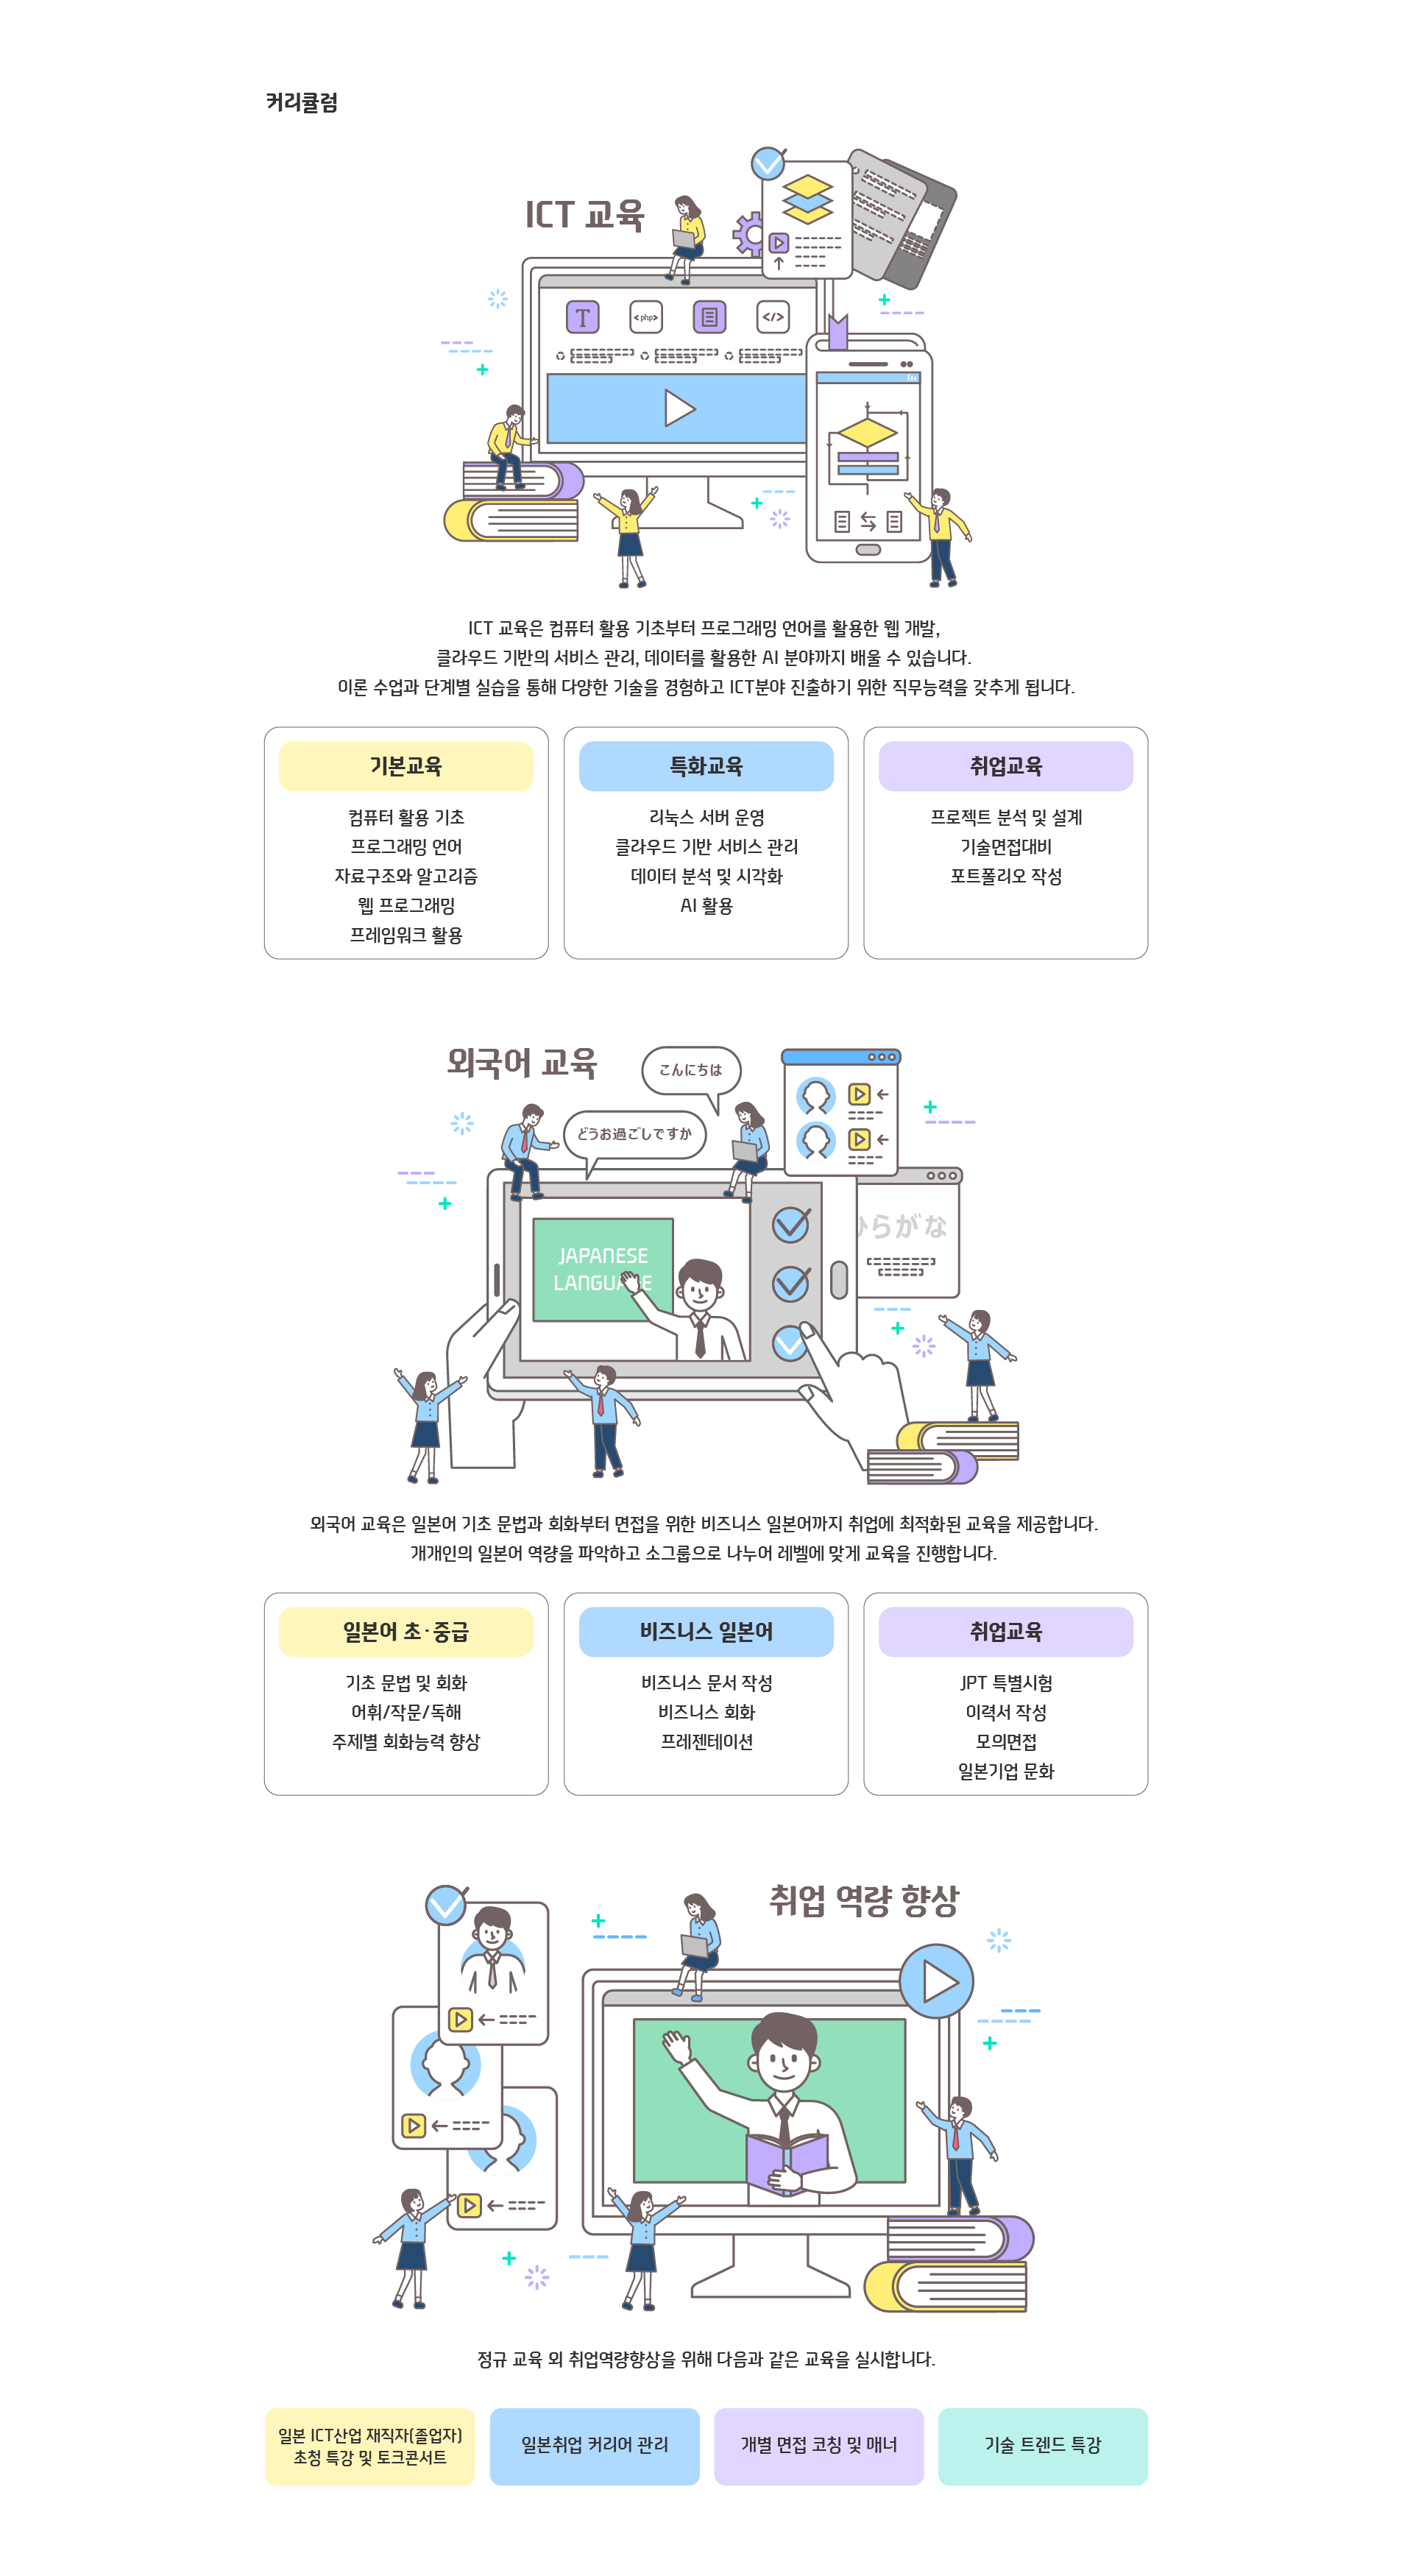 커리큘럼
ICT 교육
T
<php>
</>
ICT 교육은 컴퓨터 활용 기초부터 프로그래밍 언어를 활용한 웹 개발,
클라우드 기반의 서비스 관리, 데이터를 활용한 AI 분야까지 배울 수 있습니다.
이론 수업과 단계별 실습을 통해 다양한 기술을 경험하고 ICT분야 진출하기 위한 직무능력을 갖추게 됩니다.
기본교육
컴퓨터 활용 기초
프로그래밍 언어
자료구조와 알고리즘
웹 프로그래밍
프레임워크 활용
특화교육
리눅스 서버 운영
클라우드 기반 서비스 관리
데이터 분석 및 시각화
AI 활용
취업교육
프로젝트 분석 및 설계
기술면접대비
포트폴리오 작성
외국어 교육
こんにちは
どうお過ごしですか
ひらがな
JAPANESE
LANGUAGE
외국어 교육은 일본어 기초 문법과 회화부터 면접을 위한 비즈니스 일본어까지 취업에 최적화된 교육을 제공합니다.
개개인의 일본어 역량을 파악하고 소그룹으로 나누어 레벨에 맞게 교육을 진행합니다.
일본어 초·중급
기초 문법 및 회화
어휘/작문/독해
주제별 회화능력 향상
비즈니스 일본어
비즈니스 문서 작성
비즈니스 회화
프레젠테이션
취업교육
JPT 특별시험
이력서 작성
모의면접
일본기업 문화
취업 역량 향상
정규 교육 외 취업역량향상을 위해 다음과 같은 교육을 실시합니다.
일본 ICT산업 재직자(졸업자)
초청 특강 및 토크콘서트
일본취업 커리어 관리
개별 면접 코칭 및 매너
기술 트렌드 특강